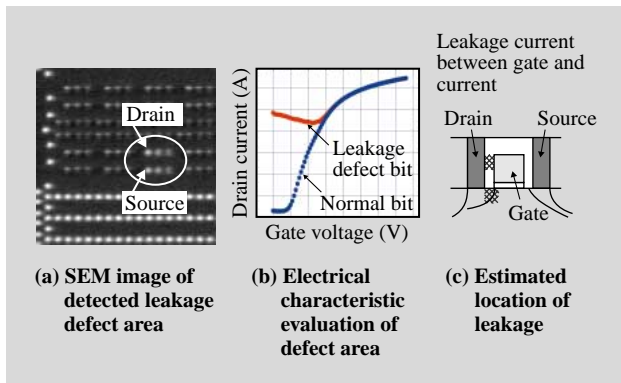 Drain
Source
(a) SEM image of
detected leakage
defect area
Drain current (A)
Leakage
defect bit
Normal bit
Gate voltage (V)
(b) Electrical
characteristic
evaluation of
defect area
Leakage current
between gate and
current
Drain
Source
Gate
(c) Estimated
location of
leakage